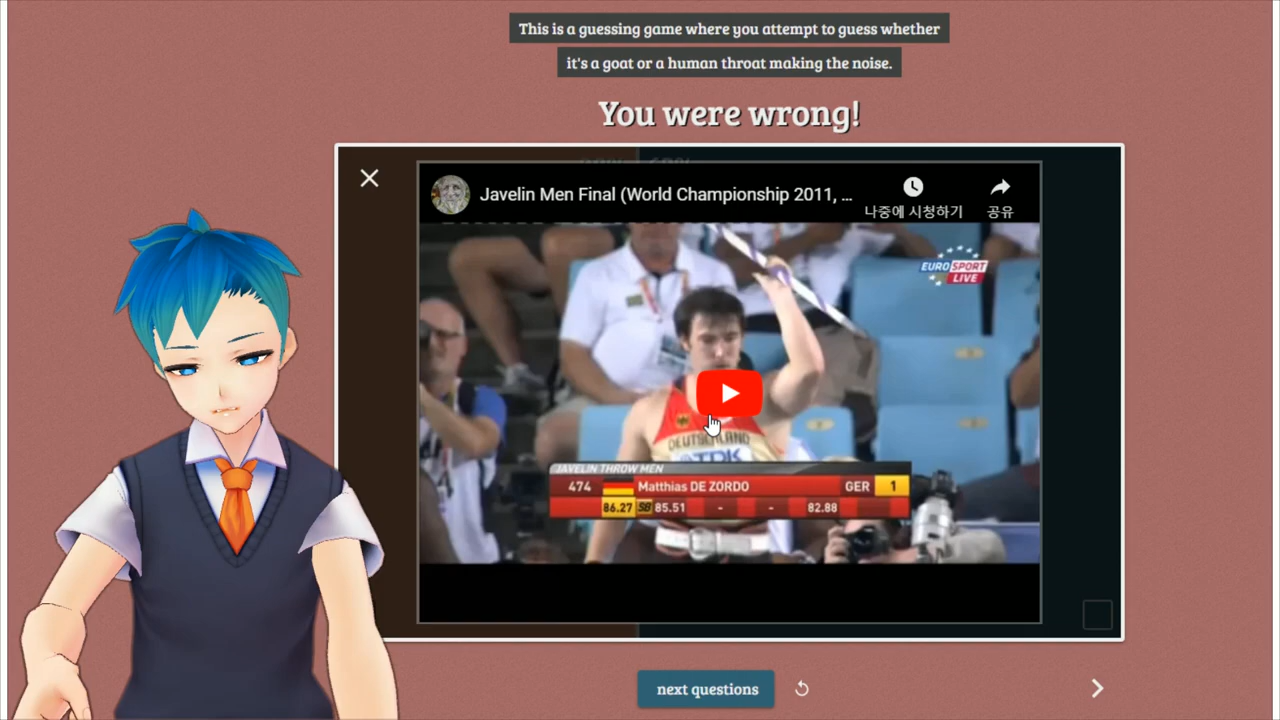 This is a guessing game where you attempt to guess whether
it's a goat or a human throat making the noise.
You were wrong!
Javelin Men Final (World Championship 2011, ...
나중에 시청하기
공유
EUROSPORT
LIVE
DEUTSCHLAND
TDK
JAVELIN THROW MEN
474 Matthias DE ZORDO GER 1
86.27 SB 85.51 - - 82.88
next questions